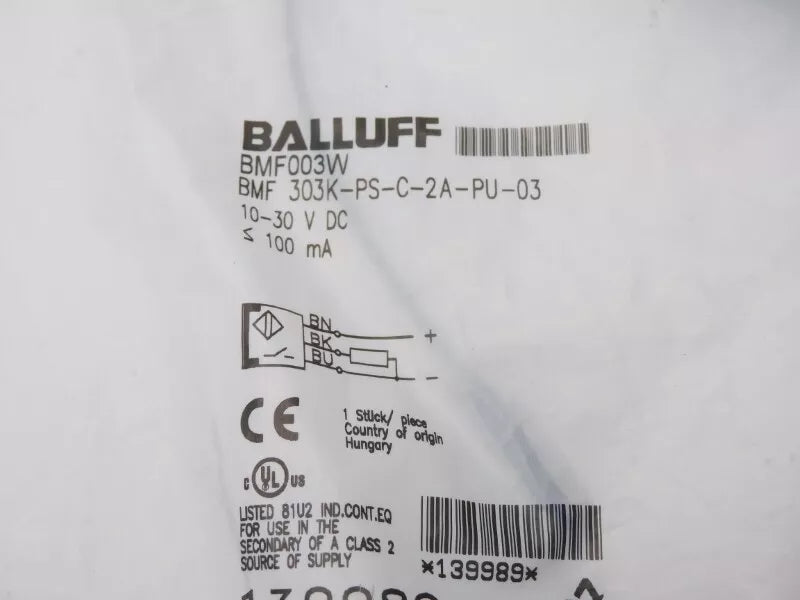 BALLUFF
BMF003W
BMF 303K-PS-C-2A-PU-03
10-30 V DC
≤ 100 mA
BN
+
BK
BU
-
CE
1 Stück/ piece
Country of origin
Hungary
c UL us
LISTED 81U2 IND.CONT.EQ
FOR USE IN THE
SECONDARY OF A CLASS 2
SOURCE OF SUPPLY
*139989*